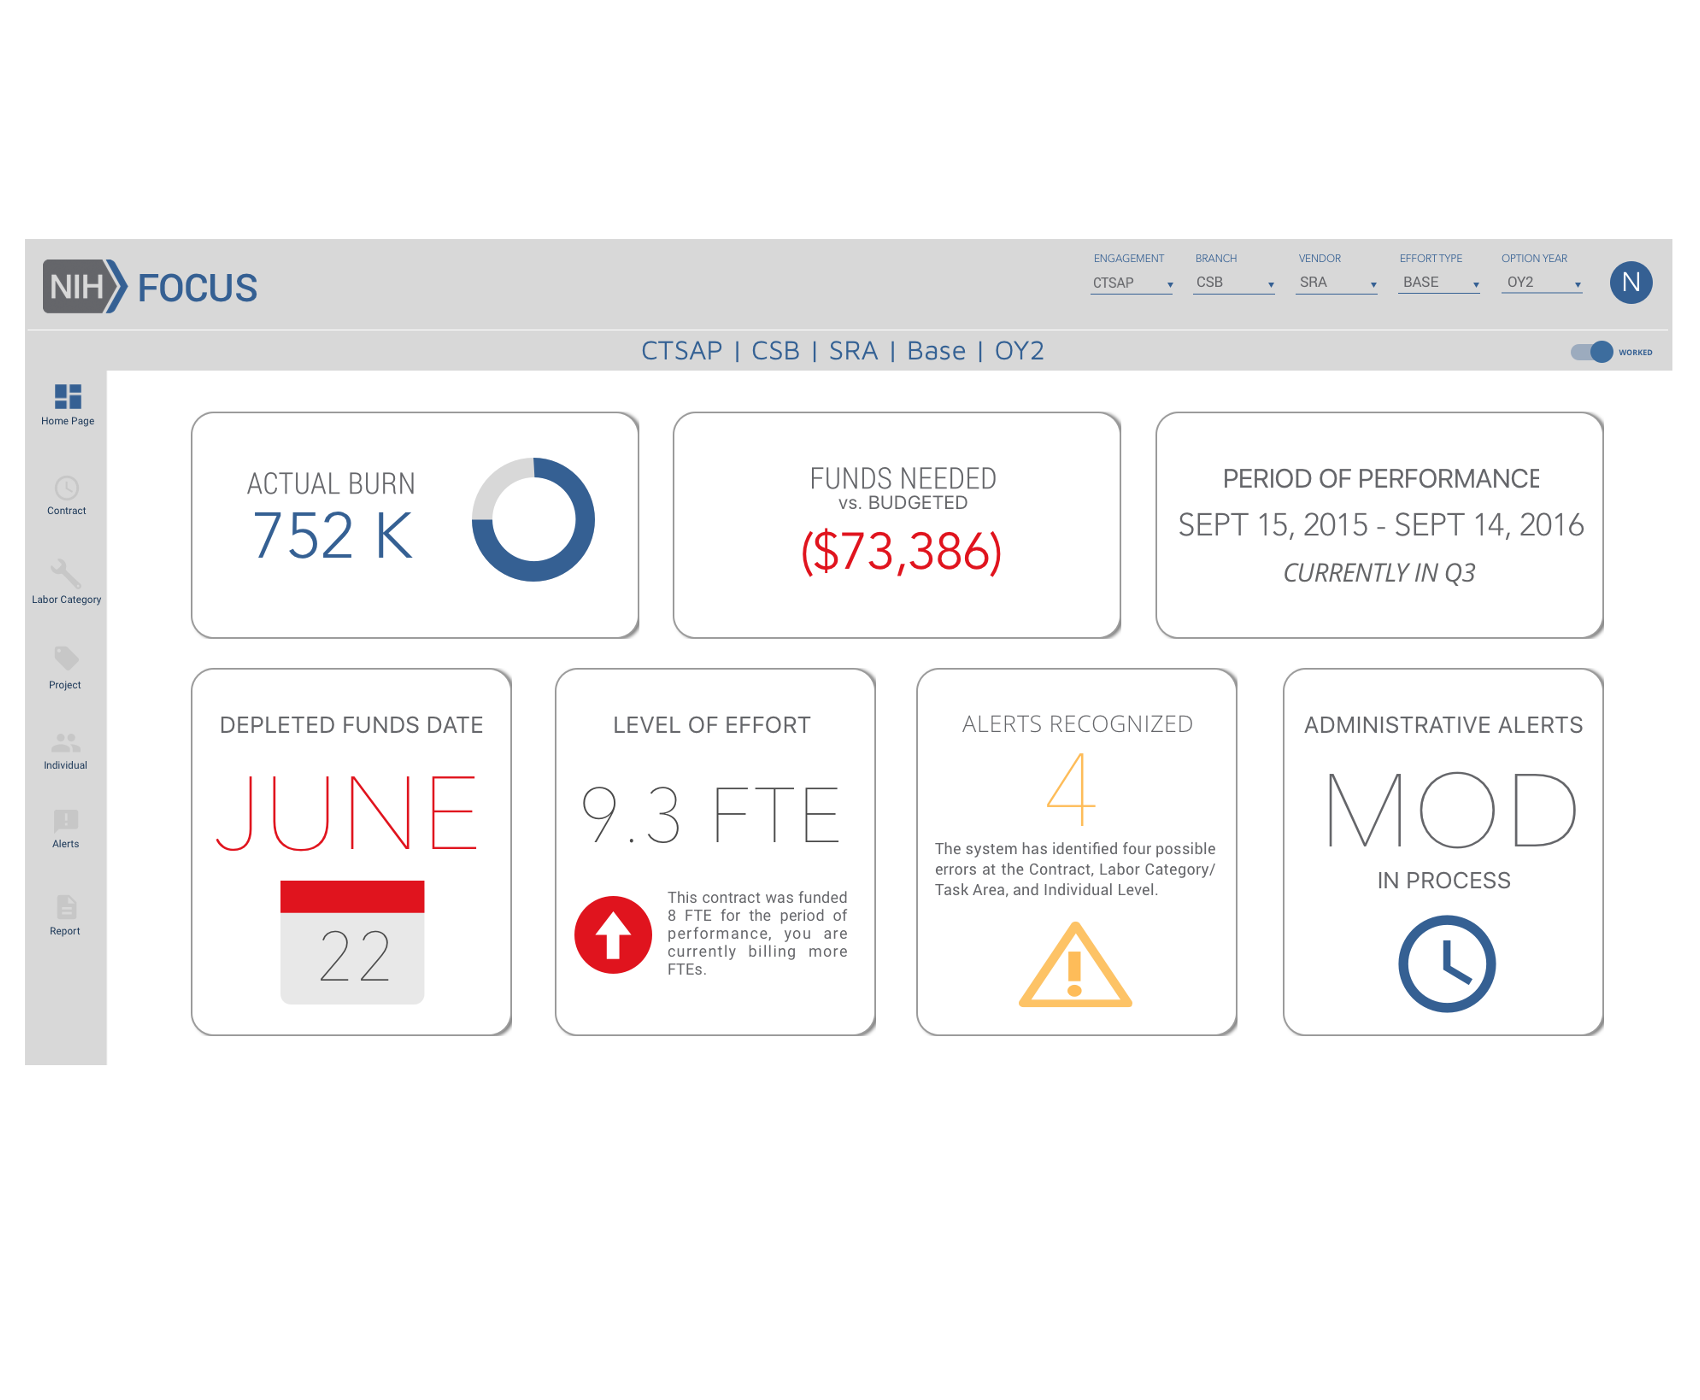 NIH FOCUS
ENGAGEMENT BRANCH VENDOR EFFORT TYPE OPTION YEAR
CTSAP CSB SRA BASE OY2 N
CTSAP | CSB | SRA | Base | OY2
WORKED
Home Page
Contract
Labor Category
Project
Individual
Alerts
Report
ACTUAL BURN
752 K
FUNDS NEEDED
vs. BUDGETED
($73,386)
PERIOD OF PERFORMANCE
SEPT 15, 2015 - SEPT 14, 2016
CURRENTLY IN Q3
DEPLETED FUNDS DATE
JUNE
22
LEVEL OF EFFORT
9.3 FTE
This contract was funded
8 FTE for the period of
performance, you are
currently billing more
FTEs.
ALERTS RECOGNIZED
4
The system has identified four possible
errors at the Contract, Labor Category/
Task Area, and Individual Level.
ADMINISTRATIVE ALERTS
MOD
IN PROCESS